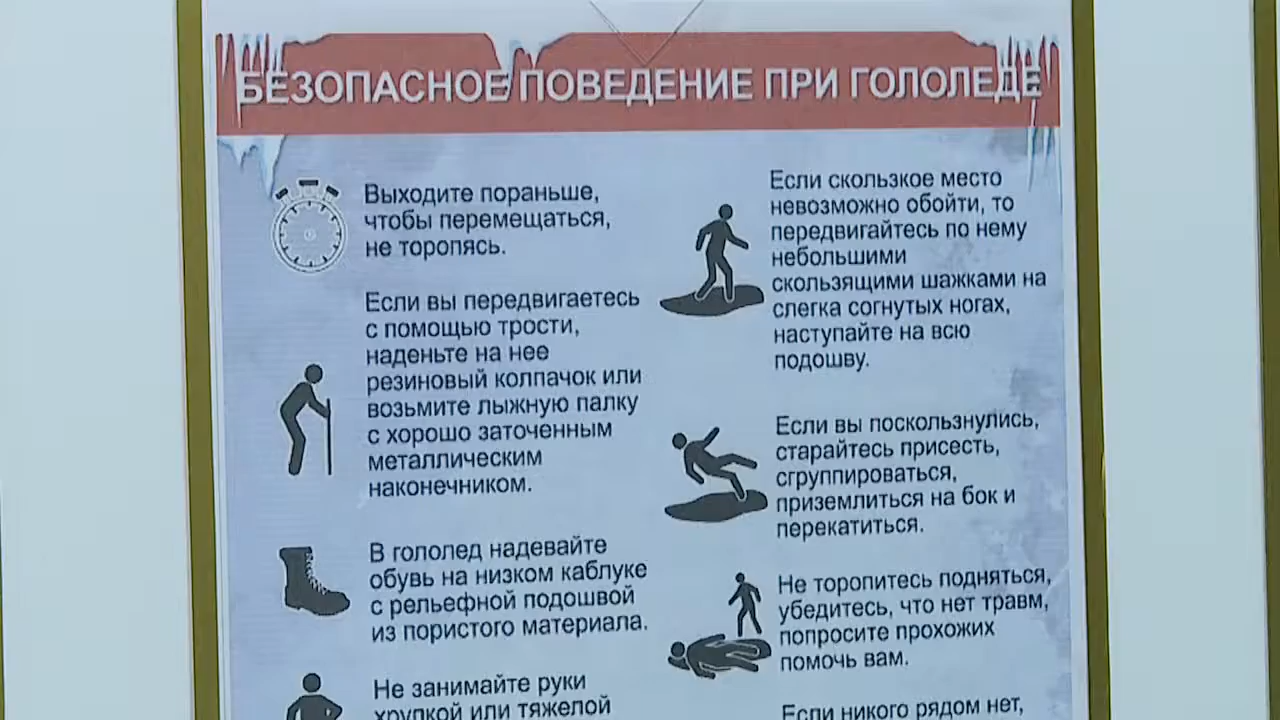 БЕЗОПАСНОЕ ПОВЕДЕНИЕ ПРИ ГОЛОЛЕДЕ
Выходите пораньше,
чтобы перемещаться,
не торопясь.
Если вы передвигаетесь
с помощью трости,
наденьте на нее
резиновый колпачок или
возьмите лыжную палку
с хорошо заточенным
металлическим
наконечником.
В гололед надевайте
обувь на низком каблуке
с рельефной подошвой
из пористого материала.
Не занимайте руки
хрупкой или тяжелой
Если скользкое место
невозможно обойти, то
передвигайтесь по нему
небольшими
скользящими шажками на
слегка согнутых ногах,
наступайте на всю
подошву.
Если вы поскользнулись,
старайтесь присесть,
сгруппироваться,
приземлиться на бок и
перекатиться.
Не торопитесь подняться,
убедитесь, что нет травм,
попросите прохожих
помочь вам.
Если никого рядом нет,